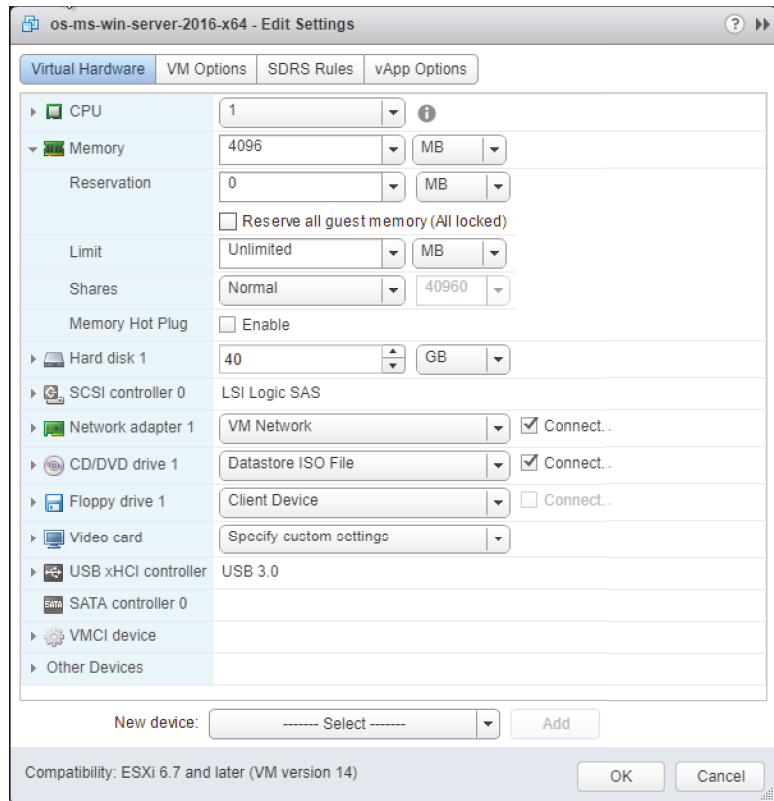 os-ms-win-server-2016-x64 - Edit Settings ?
Virtual Hardware VM Options SDRS Rules vApp Options
CPU 1
Memory 4096 MB
Reservation 0 MB
Reserve all guest memory (All locked)
Limit Unlimited MB
Shares Normal 40960
Memory Hot Plug Enable
Hard disk 1 40 GB
SCSI controller 0 LSI Logic SAS
Network adapter 1 VM Network Connect..
CD/DVD drive 1 Datastore ISO File Connect..
Floppy drive 1 Client Device Connect..
Video card Specify custom settings
USB xHCI controller USB 3.0
SATA SATA controller 0
VMCI device
Other Devices
New device: ------- Select ------- Add
Compatibility: ESXi 6.7 and later (VM version 14) OK Cancel